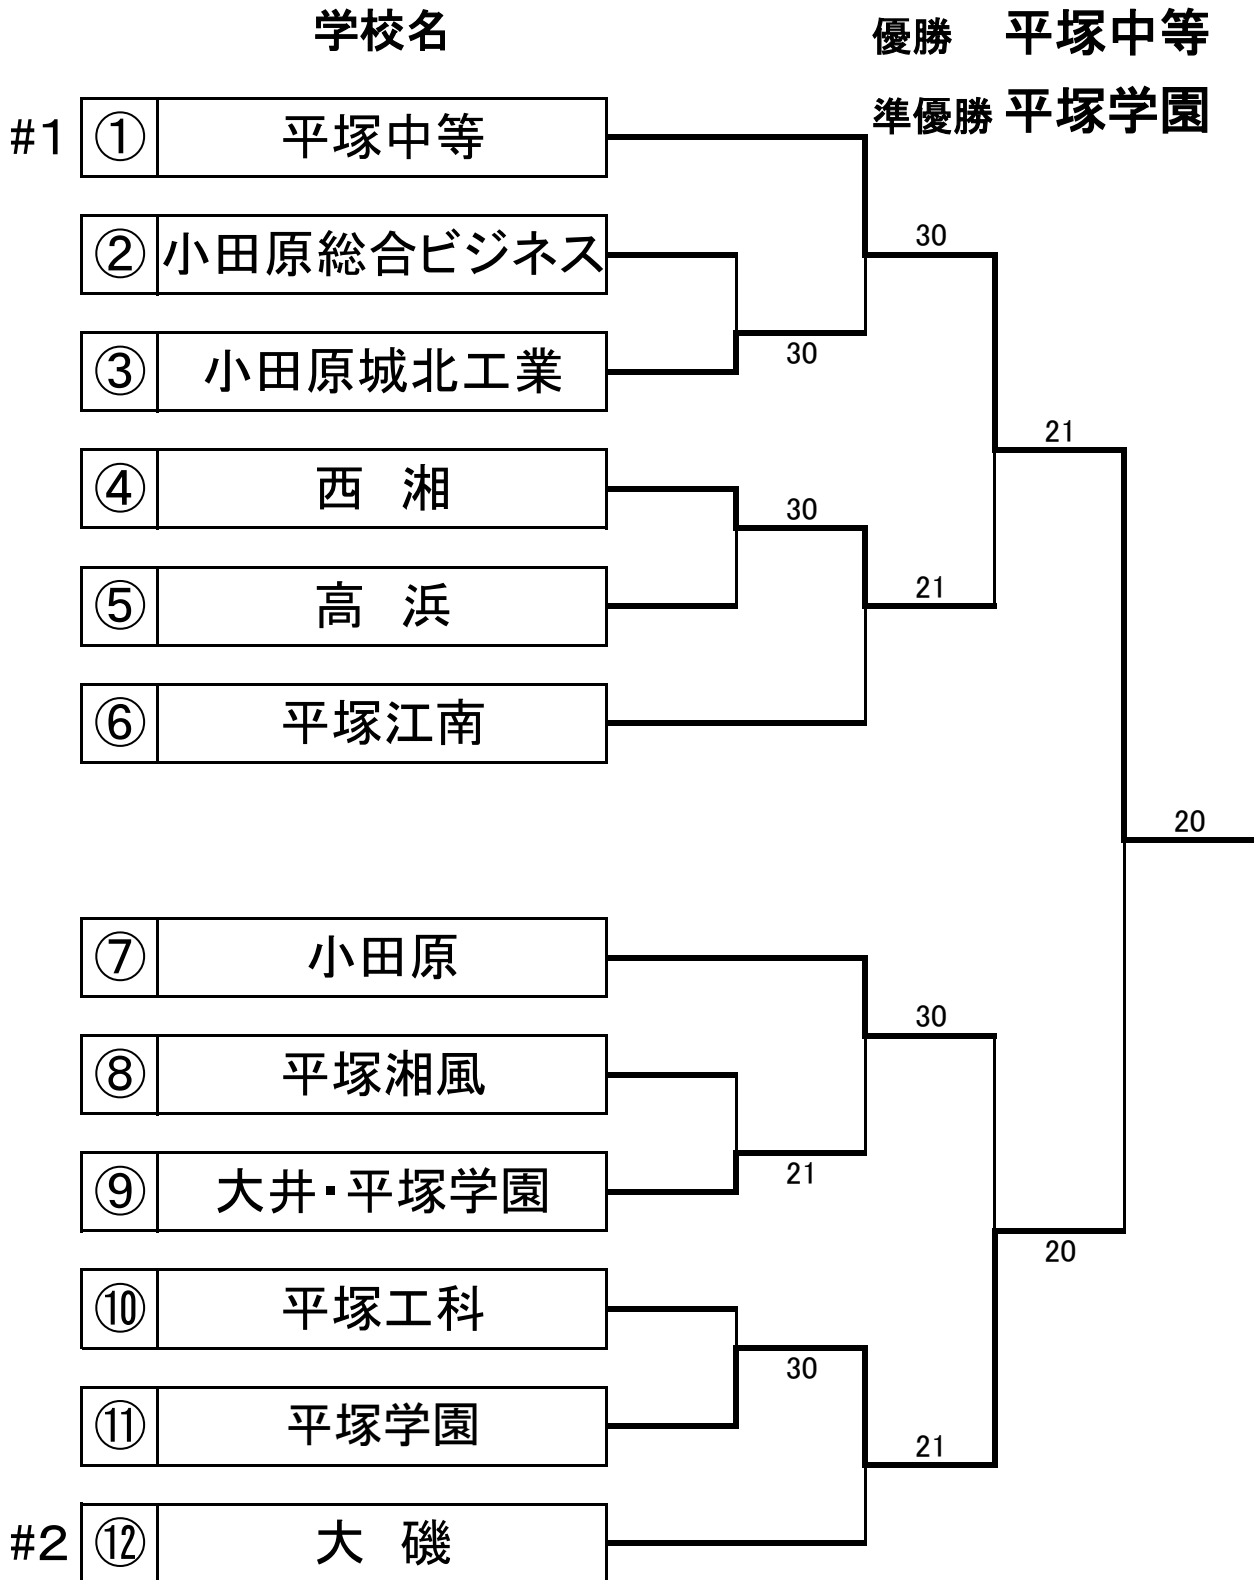 学校名
優勝 平塚中等
準優勝 平塚学園
#1 ① 平塚中等
② 小田原総合ビジネス
30
③ 小田原城北工業
30
21
④ 西 湘
30
⑤ 高 浜
21
⑥ 平塚江南
20
⑦ 小田原
30
⑧ 平塚湘風
⑨ 大井・平塚学園
21
20
⑩ 平塚工科
30
⑪ 平塚学園
21
#2 ⑫ 大 磯